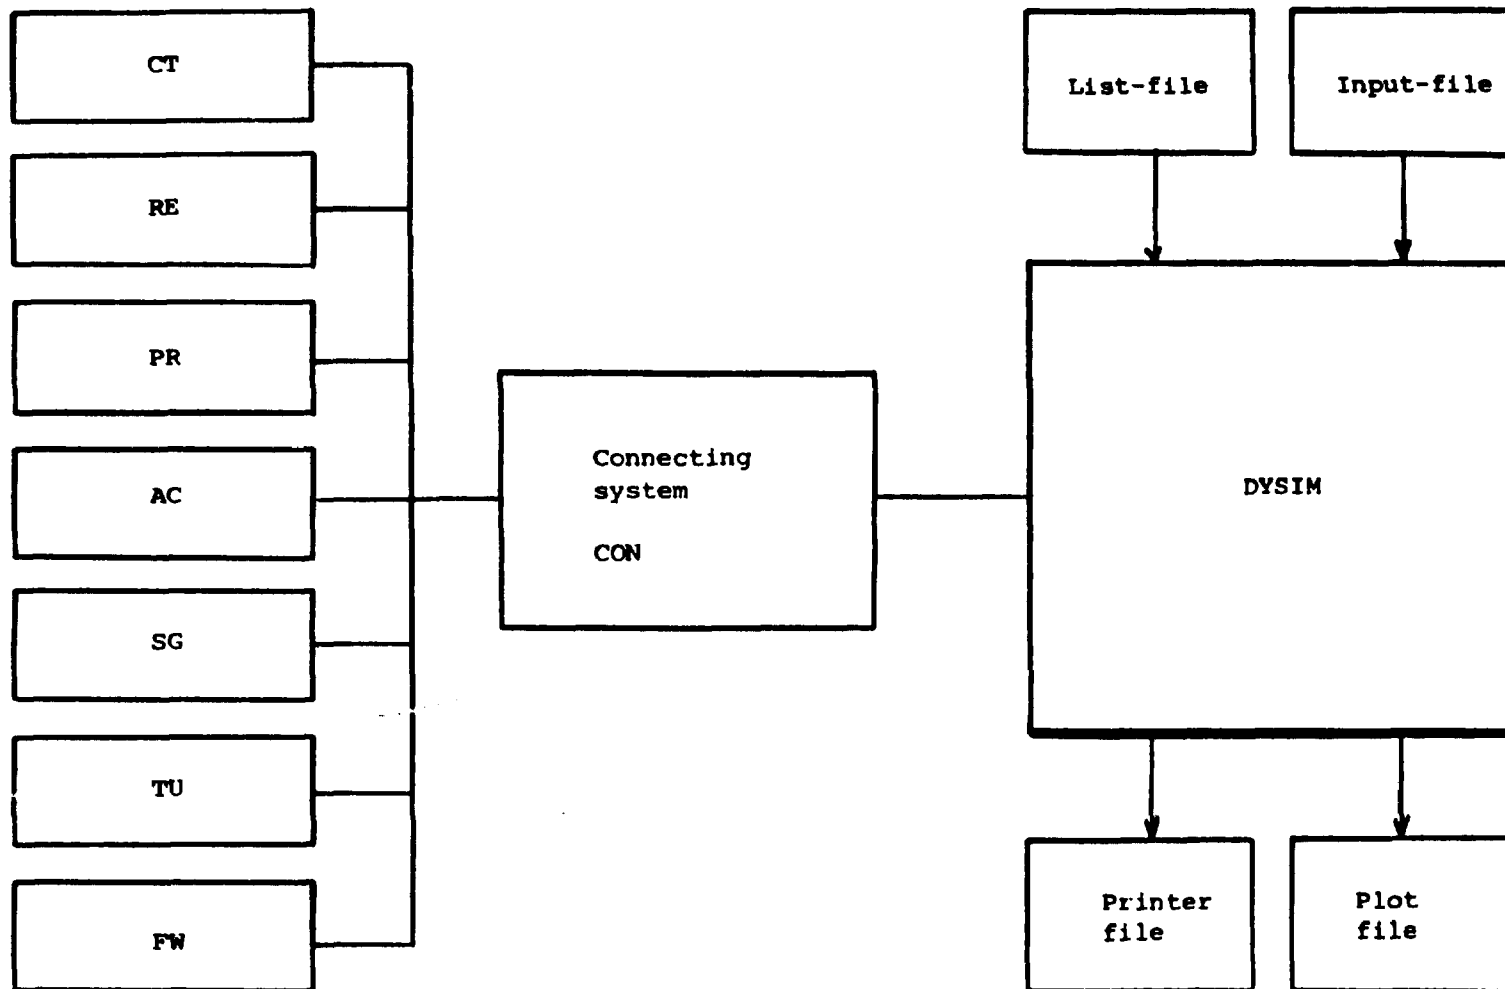 CT
RE
PR
AC
SG
TU
FW
Connecting
system
CON
List-file
Input-file
DYSIM
Printer
file
Plot
file